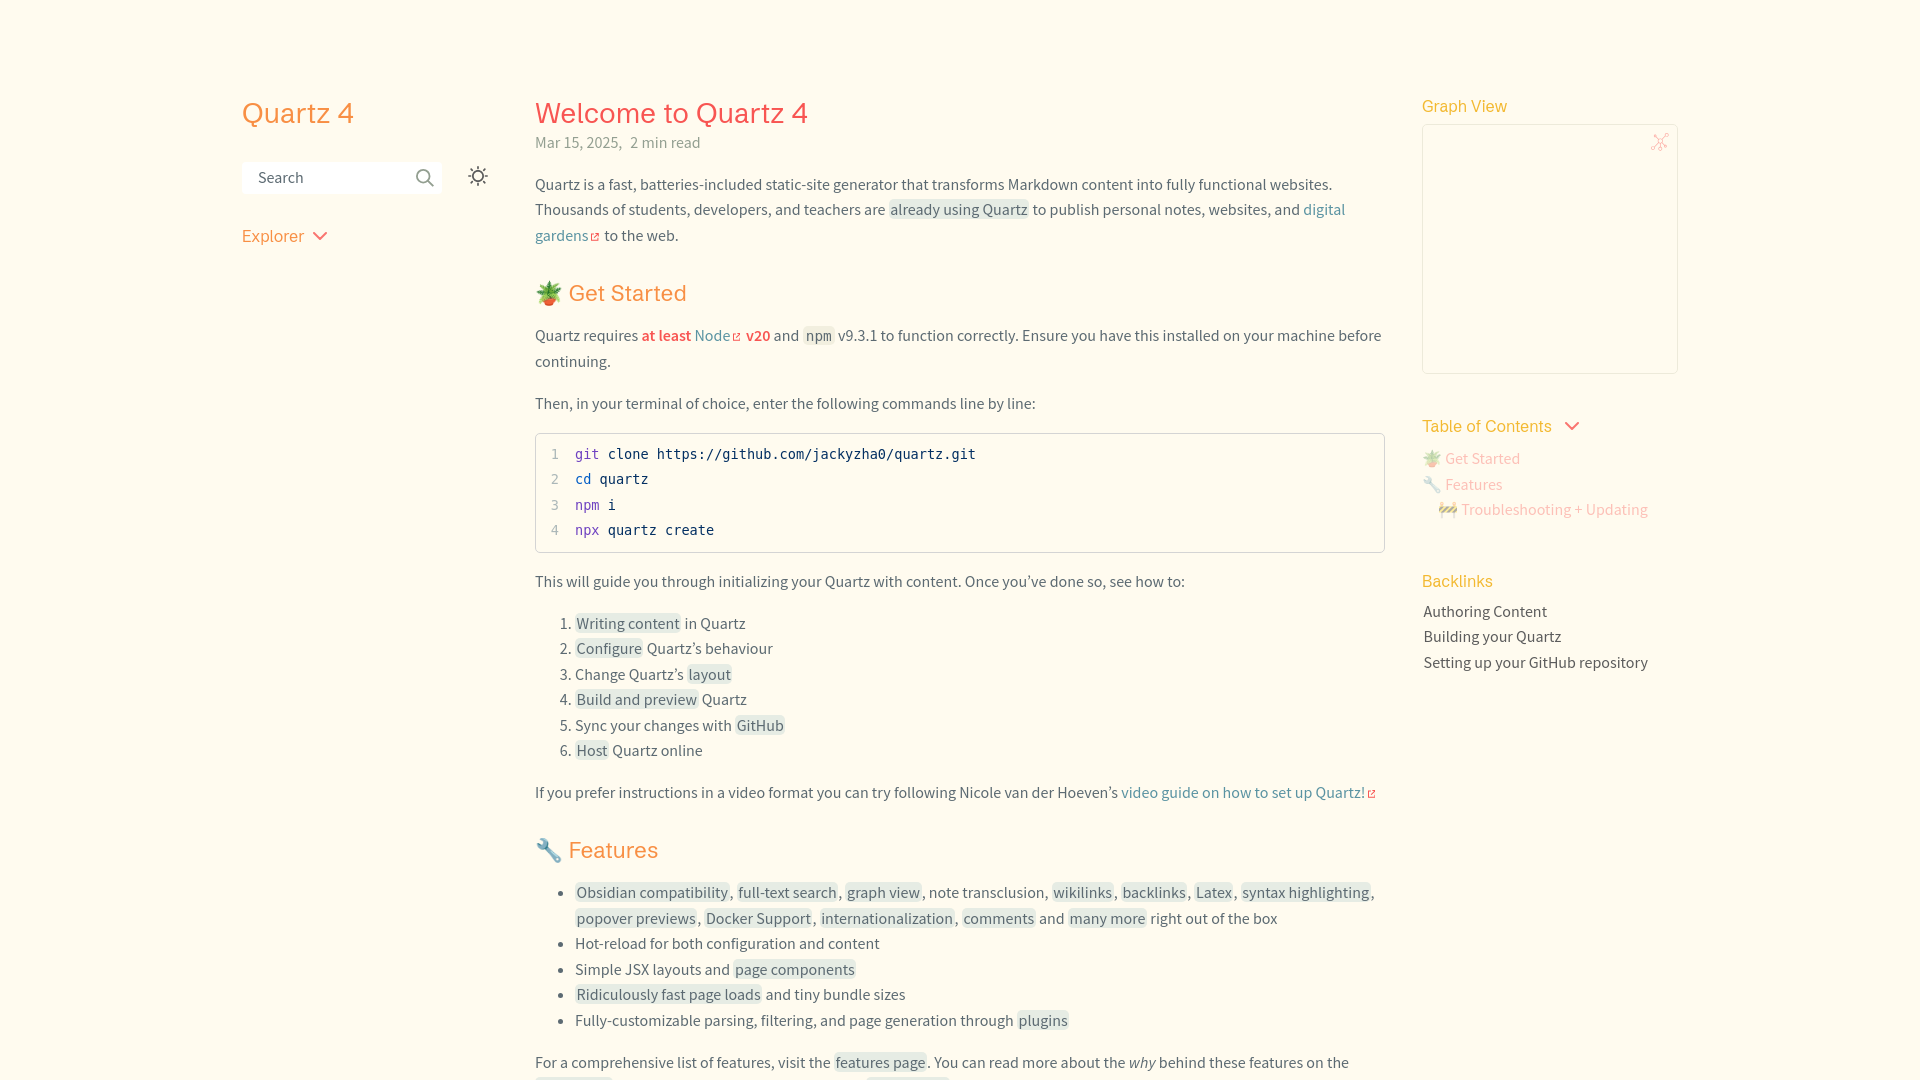 Quartz 4
Search
Explorer
Welcome to Quartz 4
Mar 15, 2025, 2 min read
Quartz is a fast, batteries-included static-site generator that transforms Markdown content into fully functional websites.
Thousands of students, developers, and teachers are already using Quartz to publish personal notes, websites, and digital
gardens to the web.
🪴 Get Started
Quartz requires at least Node v20 and npm v9.3.1 to function correctly. Ensure you have this installed on your machine before
continuing.
Then, in your terminal of choice, enter the following commands line by line:
1 git clone https://github.com/jackyzha0/quartz.git
2 cd quartz
3 npm i
4 npx quartz create
This will guide you through initializing your Quartz with content. Once you’ve done so, see how to:
1. Writing content in Quartz
2. Configure Quartz’s behaviour
3. Change Quartz’s layout
4. Build and preview Quartz
5. Sync your changes with GitHub
6. Host Quartz online
If you prefer instructions in a video format you can try following Nicole van der Hoeven’s video guide on how to set up Quartz!
🔧 Features
• Obsidian compatibility, full-text search, graph view, note transclusion, wikilinks, backlinks, Latex, syntax highlighting,
popover previews, Docker Support, internationalization, comments and many more right out of the box
• Hot-reload for both configuration and content
• Simple JSX layouts and page components
• Ridiculously fast page loads and tiny bundle sizes
• Fully-customizable parsing, filtering, and page generation through plugins
For a comprehensive list of features, visit the features page. You can read more about the why behind these features on the
Graph View
Table of Contents
🪴 Get Started
🔧 Features
🚧 Troubleshooting + Updating
Backlinks
Authoring Content
Building your Quartz
Setting up your GitHub repository